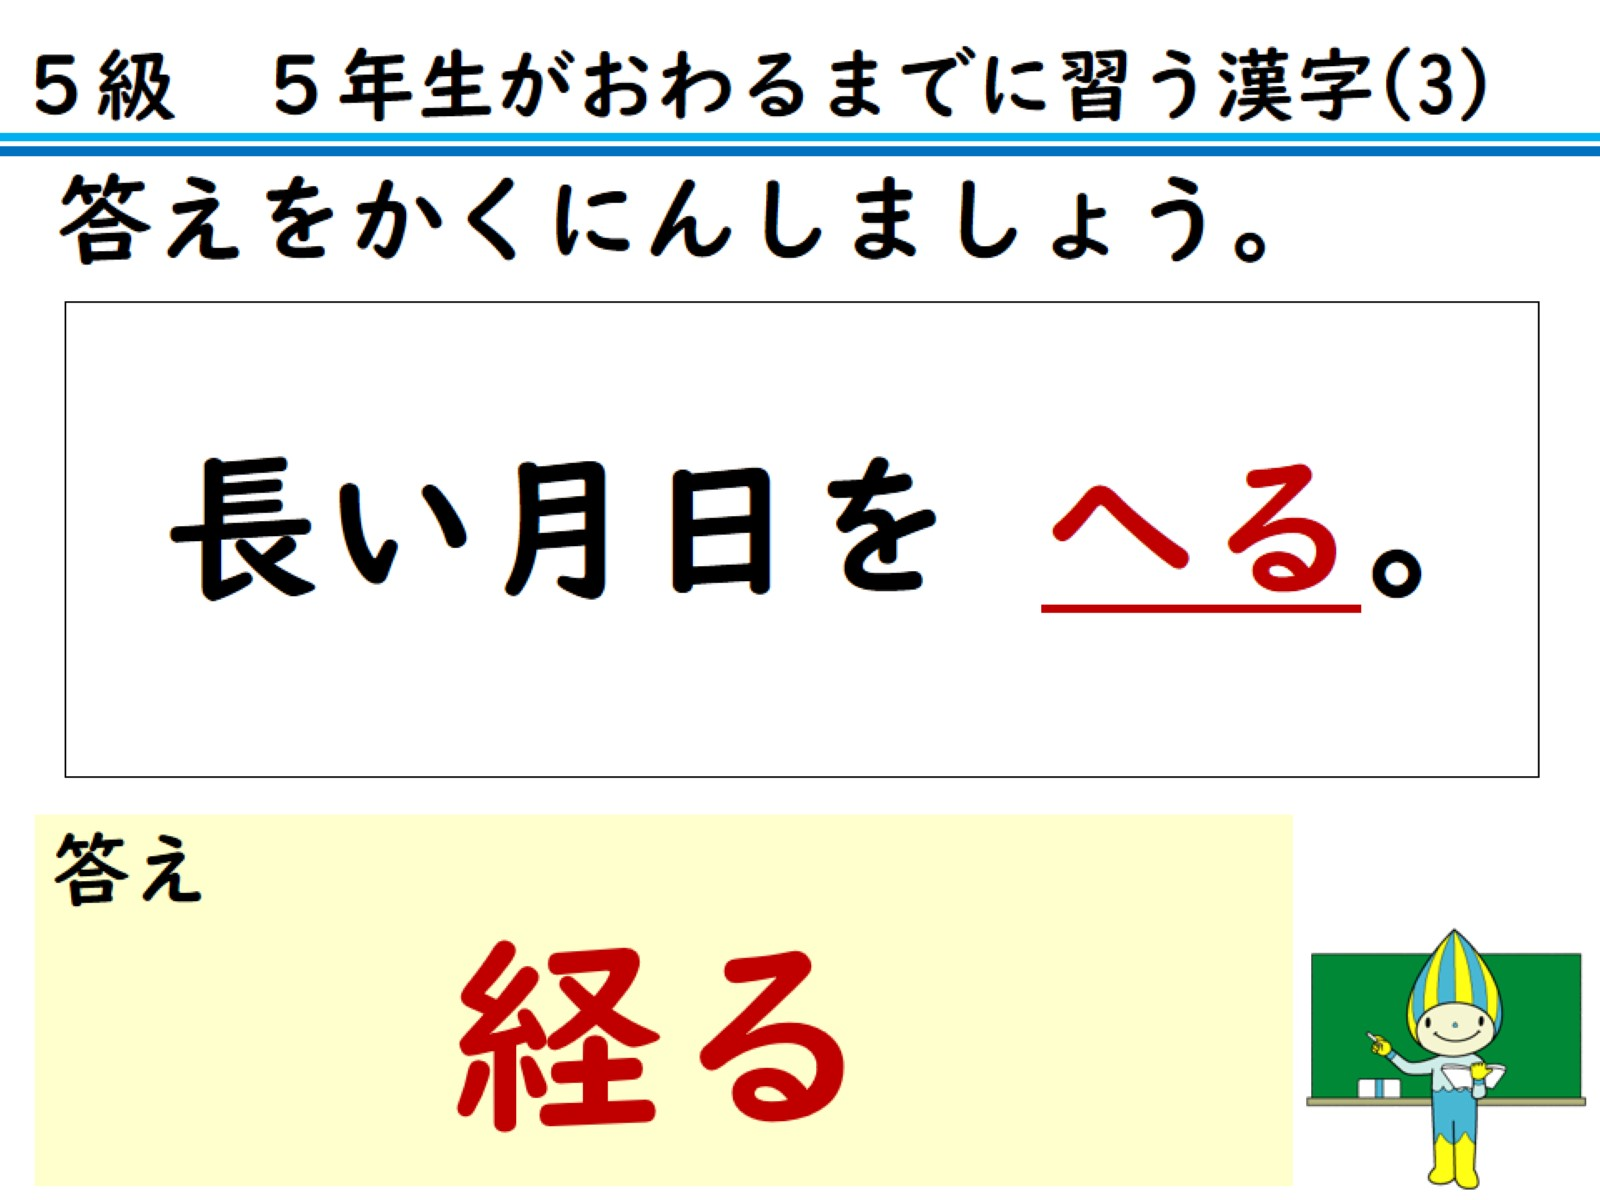 ５級　５年生がおわるまでに習う漢字(3)
答えをかくにんしましょう。
長い月日を　へる。
答え
経る